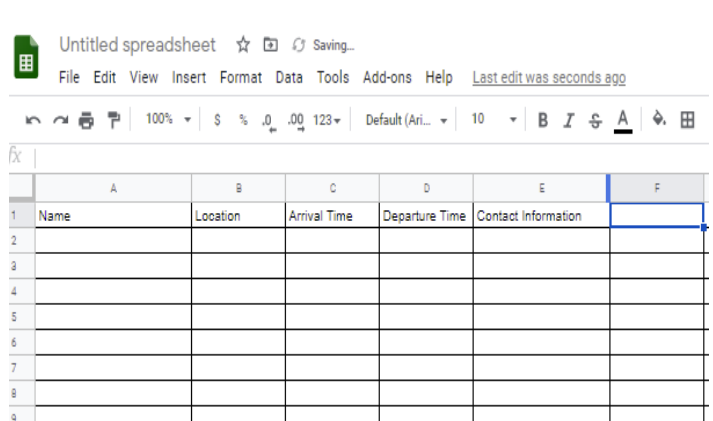 Untitled spreadsheet Saving...
File Edit View Insert Format Data Tools Add-ons Help Last edit was seconds ago
100% $ % .0 .00 123 Default (Ari... 10 B I S A
fx
A B C D E F
1 Name Location Arrival Time Departure Time Contact Information
2
3
4
5
6
7
8
9